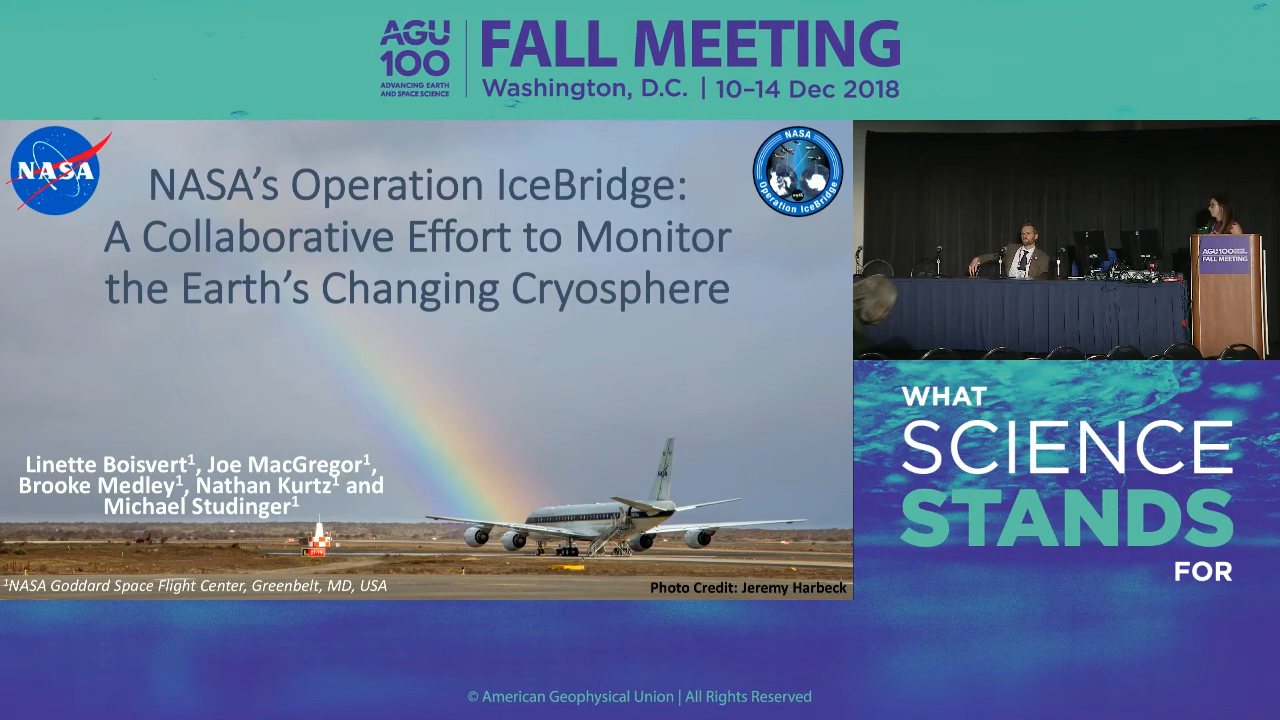 AGU
100
ADVANCING EARTH
AND SPACE SCIENCE
FALL MEETING
Washington, D.C. | 10–14 Dec 2018
NASA
NASA’s Operation IceBridge:
A Collaborative Effort to Monitor
the Earth’s Changing Cryosphere
NASA
Operation IceBridge
Linette Boisvert¹, Joe MacGregor¹,
Brooke Medley¹, Nathan Kurtz¹ and
Michael Studinger¹
¹NASA Goddard Space Flight Center, Greenbelt, MD, USA
Photo Credit: Jeremy Harbeck
AGU100
FALL MEETING
WHAT
SCIENCE
STANDS
FOR
© American Geophysical Union | All Rights Reserved